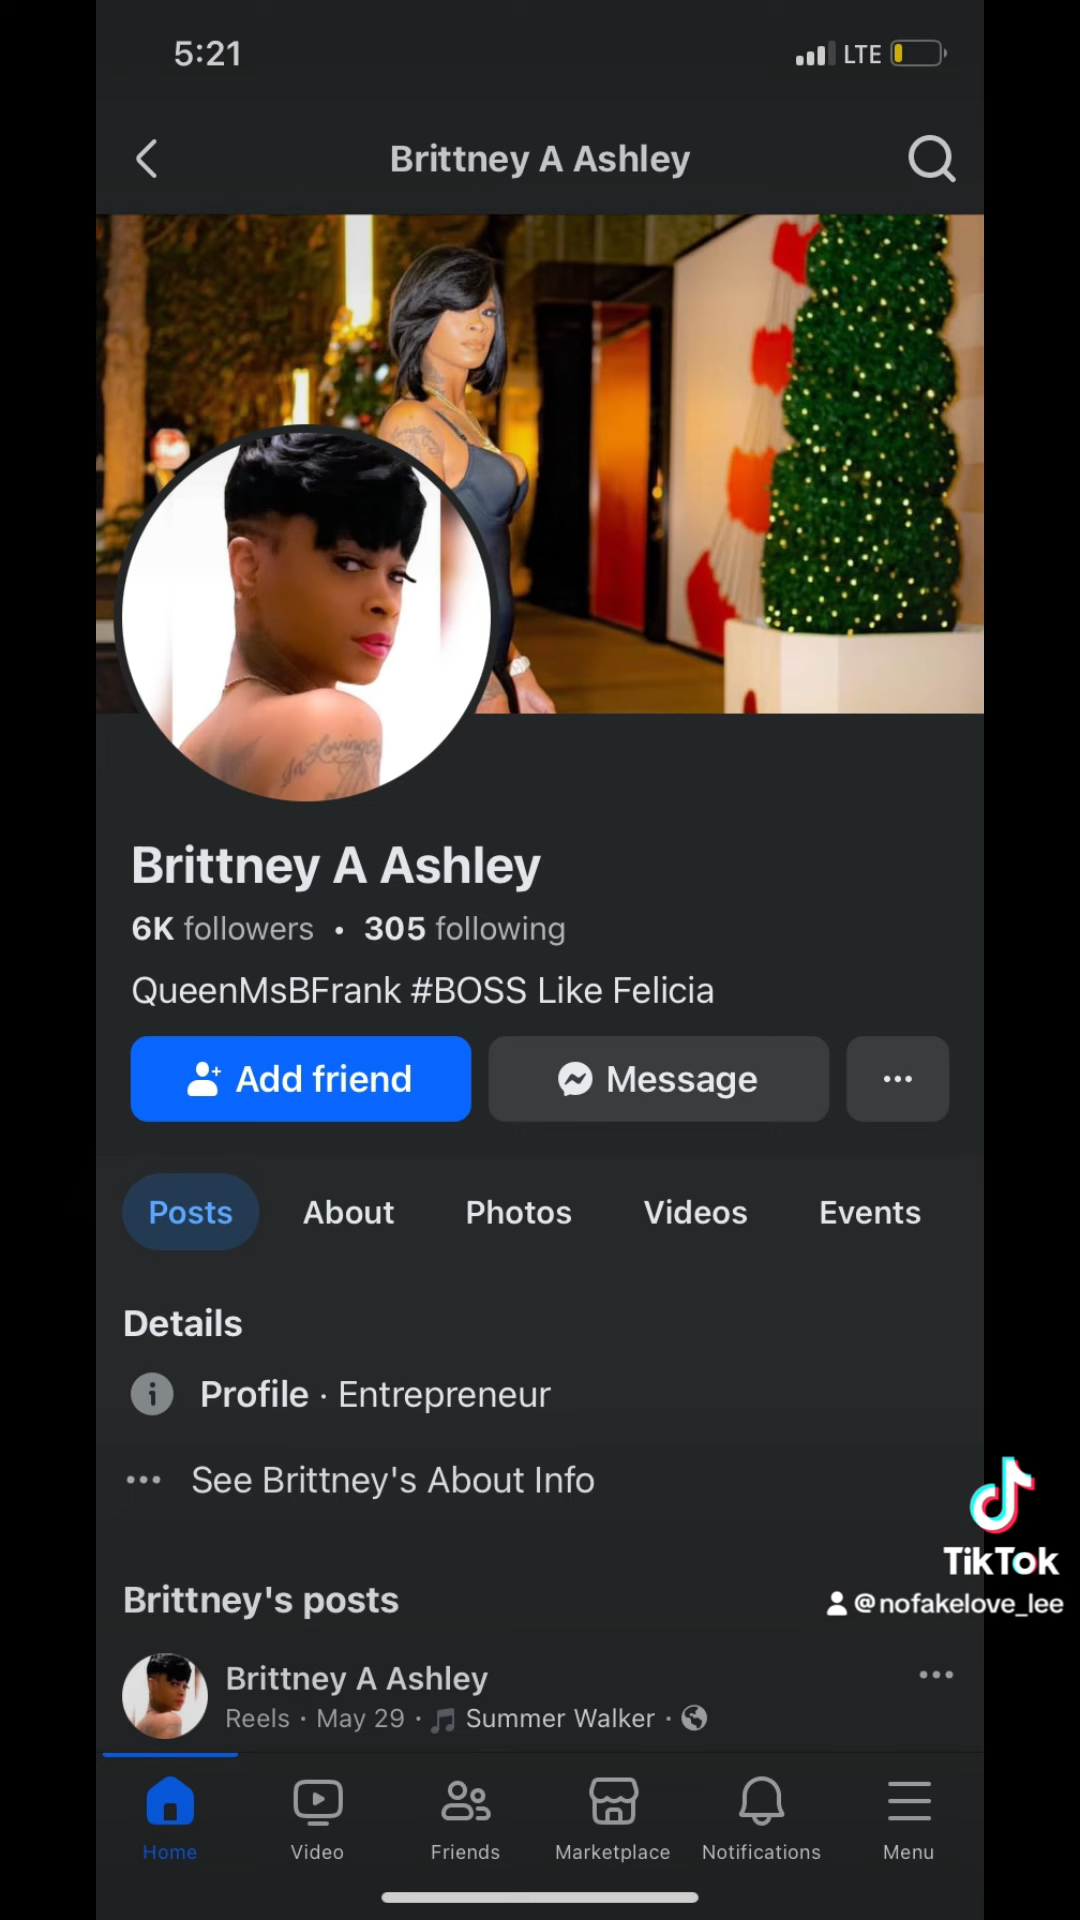 5:21
LTE
Brittney A Ashley
In Loving
Brittney A Ashley
6K followers • 305 following
QueenMsBFrank #BOSS Like Felicia
Add friend
Message
Posts
About
Photos
Videos
Events
Details
Profile · Entrepreneur
See Brittney's About Info
TikTok
@nofakelove_lee
Brittney's posts
Brittney A Ashley
Reels · May 29 · Summer Walker ·
Home
Video
Friends
Marketplace
Notifications
Menu